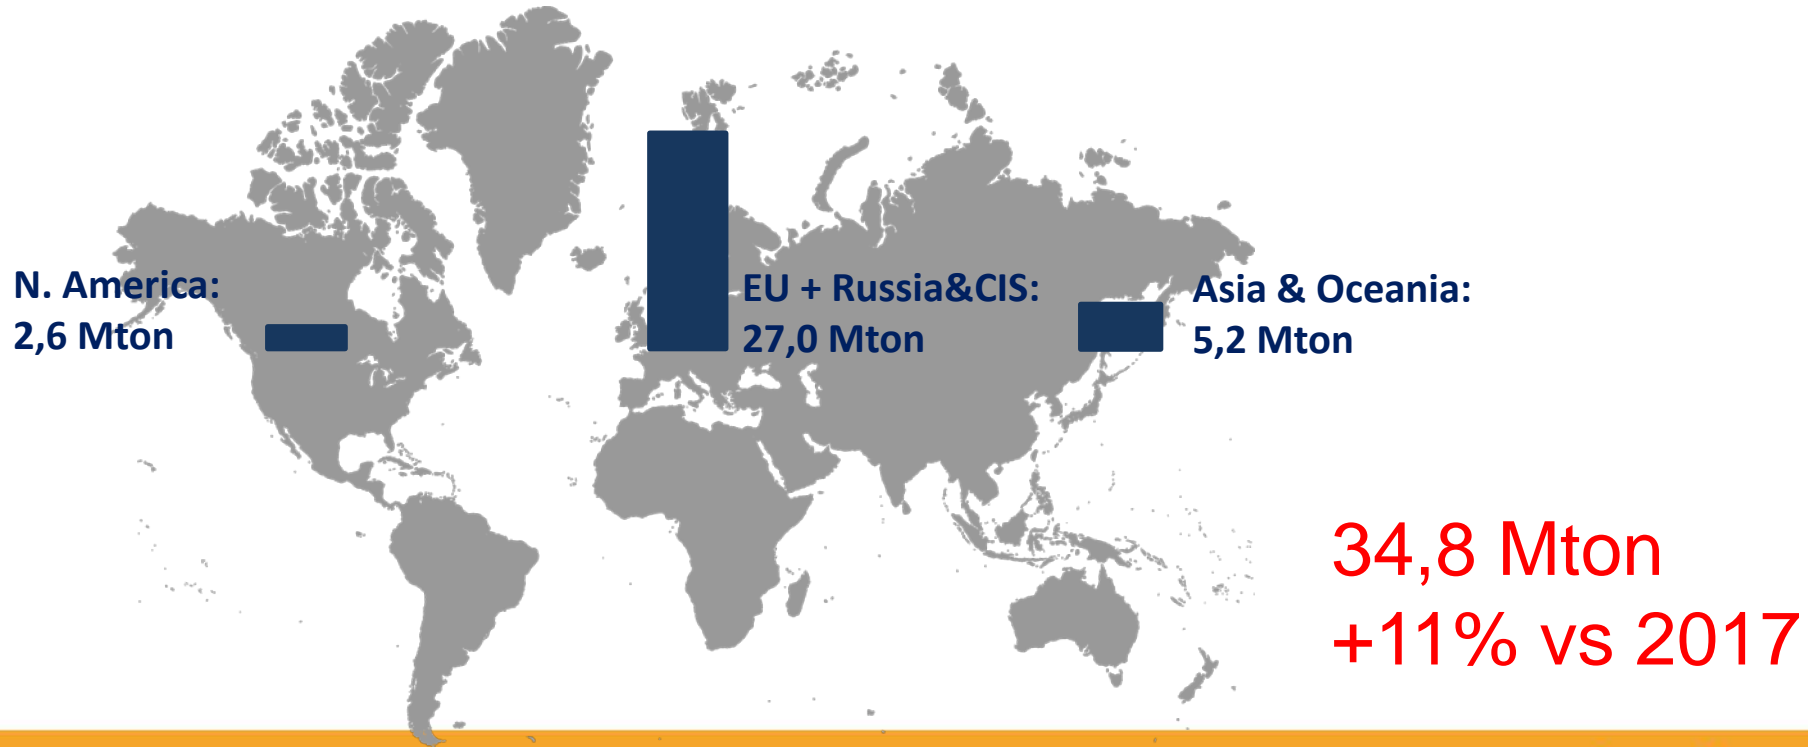 N. America:
2,6 Mton
EU + Russia&CIS:
27,0 Mton
Asia & Oceania:
5,2 Mton
34,8 Mton
+11% vs 2017